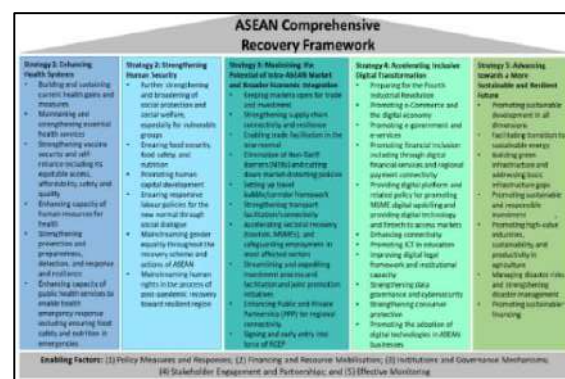 ASEAN Comprehensive
Recovery Framework
Strategy 1: Enhancing
Health Systems
Building and sustaining
current health gains and
measures
Maintaining and
strengthening essential
health services
Strengthening vaccine
security and self-
reliance including its
equitable access,
affordability, safety and
quality
Enhancing capacity of
human resources for
health
Strengthening
prevention and
preparedness,
detection, and response
and resilience
Enhancing capacity of
public health services to
enable health
emergency response
including ensuring food
safety and nutrition in
emergencies
Strategy 2: Strengthening
Human Security
Further strengthening
and broadening of
social protection and
social welfare,
especially for vulnerable
groups
Ensuring food security,
food safety, and
nutrition
Promoting human
capital development
Ensuring responsive
labour policies for the
new normal through
social dialogue
Mainstreaming gender
equality throughout the
recovery scheme and
actions of ASEAN
Mainstreaming human
rights in the process of
post-pandemic recovery
toward resilient region
Strategy 3: Maximising the
Potential of Intra-ASEAN Market
and Broader Economic Integration
Keeping markets open for trade
and investment
Strengthening supply chain
connectivity and resilience
Enabling trade facilitation in the
new normal
Elimination of Non-Tariff
Barriers (NTBs) and cutting
down market-distorting policies
Setting up travel
bubble/corridor framework
Strengthening transport
facilitation/connectivity
Accelerating sectoral recovery
(tourism, MSMEs), and
safeguarding employment in
most affected sectors
Streamlining and expediting
investment process and
facilitation and joint promotion
initiatives
Enhancing Public and Private
Partnership (PPP) for regional
connectivity
Signing and early entry into
force of RCEP
Strategy 4: Accelerating Inclusive
Digital Transformation
Preparing for the Fourth
Industrial Revolution
Promoting e-Commerce and
the digital economy
Promoting e-government and
e-services
Promoting financial inclusion
including through digital
financial services and regional
payment connectivity
Providing digital platform and
related policy for promoting
MSME digital upskilling and
providing digital technology
and fintech to access markets
Enhancing connectivity
Promoting ICT in education
Improving digital legal
framework and institutional
capacity
Strengthening data
governance and cybersecurity
Strengthening consumer
protection
Promoting the adoption of
digital technologies in ASEAN
businesses
Strategy 5: Advancing
towards a More
Sustainable and Resilient
Future
Promoting sustainable
development in all
dimensions
Facilitating transition to
sustainable energy
Building green
infrastructure and
addressing basic
infrastructure gaps
Promoting sustainable
and responsible
investment
Promoting high-value
industries,
sustainability, and
productivity in
agriculture
Managing disaster risks
and strengthening
disaster management
Promoting sustainable
financing
Enabling Factors: (1) Policy Measures and Responses; (2) Financing and Resource Mobilisation; (3) Institutions and Governance Mechanisms;
(4) Stakeholder Engagement and Partnerships; and (5) Effective Monitoring